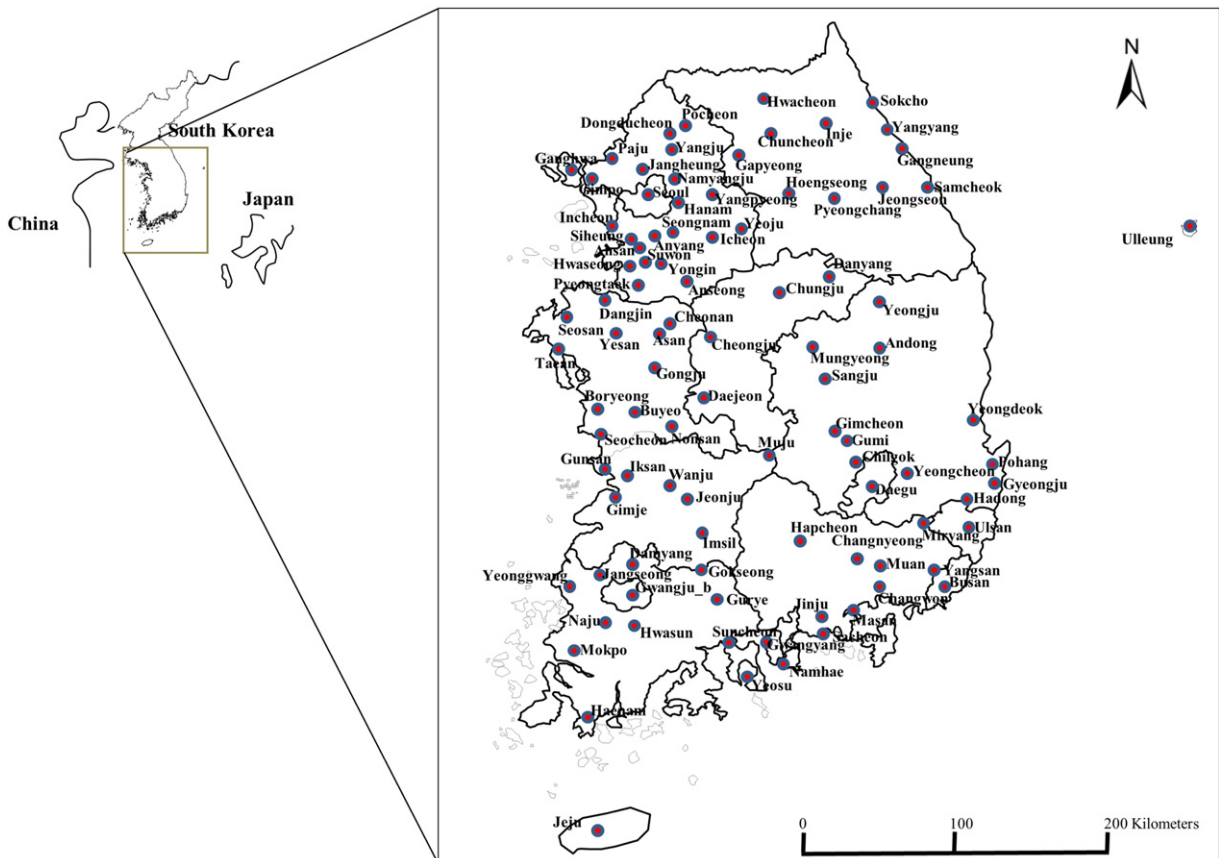 South Korea
China
Japan
N
Hwacheon
Sokcho
Pocheon
Dongducheon
Inje
Yangyang
Chuncheon
Yangju
Gangneung
Paju
Ganghwa
Gapyeong
Jangheung
Namyangju
Gimpo
Hoengseong
Samcheok
Seoul
Yangpyeong
Jeongseon
Hanam
Pyeongchang
Incheon
Seongnam
Yeoju
Ulleung
Siheung
Anyang
Icheon
Ansan
Suwon
Hwaseong
Yongin
Danyang
Pyeongtaek
Anseong
Chungju
Dangjin
Yeongju
Seosan
Cheonan
Yesan
Asan
Cheongju
Andong
Mungyeong
Taean
Gongju
Sangju
Daejeon
Boryeong
Buyeo
Yeongdeok
Nonsan
Gimcheon
Seocheon
Gumi
Muju
Gunsan
Chilgok
Pohang
Iksan
Wanju
Yeongcheon
Gyeongju
Daegu
Gimje
Jeonju
Hadong
Hapcheon
Ulsan
Imsil
Changnyeong
Miryang
Damyang
Muan
Yangsan
Yeonggwang
Jangseong
Gokseong
Gwangju_b
Busan
Gurye
Changwon
Jinju
Masan
Naju
Hwasun
Suncheon
Sacheon
Gwangyang
Mokpo
Namhae
Yeosu
Haenam
Jeju
0
100
200 Kilometers